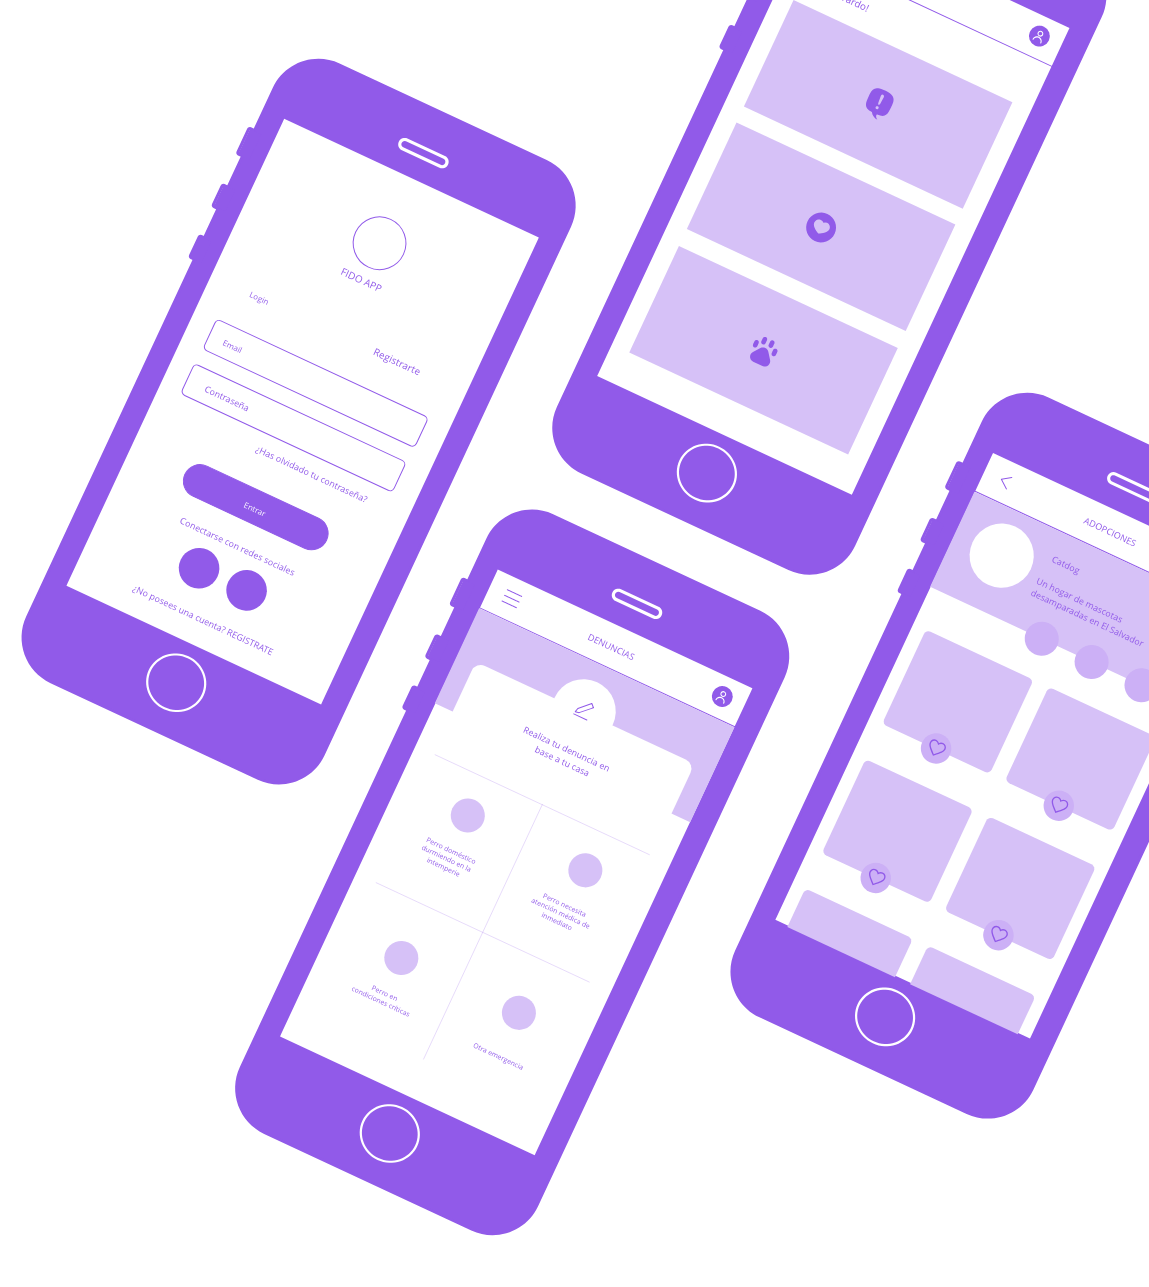 FIDO APP
Login
Registrarte
Email
Contraseña
¿Has olvidado tu contraseña?
Entrar
Conectarse con redes sociales
¿No posees una cuenta? REGISTRATE
DENUNCIAS
Realiza tu denuncia en
base a tu casa
Perro doméstico
durmiendo en la
intemperie
Perro necesita
atención médica de
inmediato
Perro en
condiciones críticas
Otra emergencia
ADOPCIONES
Catdog
Un hogar de mascotas
desamparadas en El Salvador